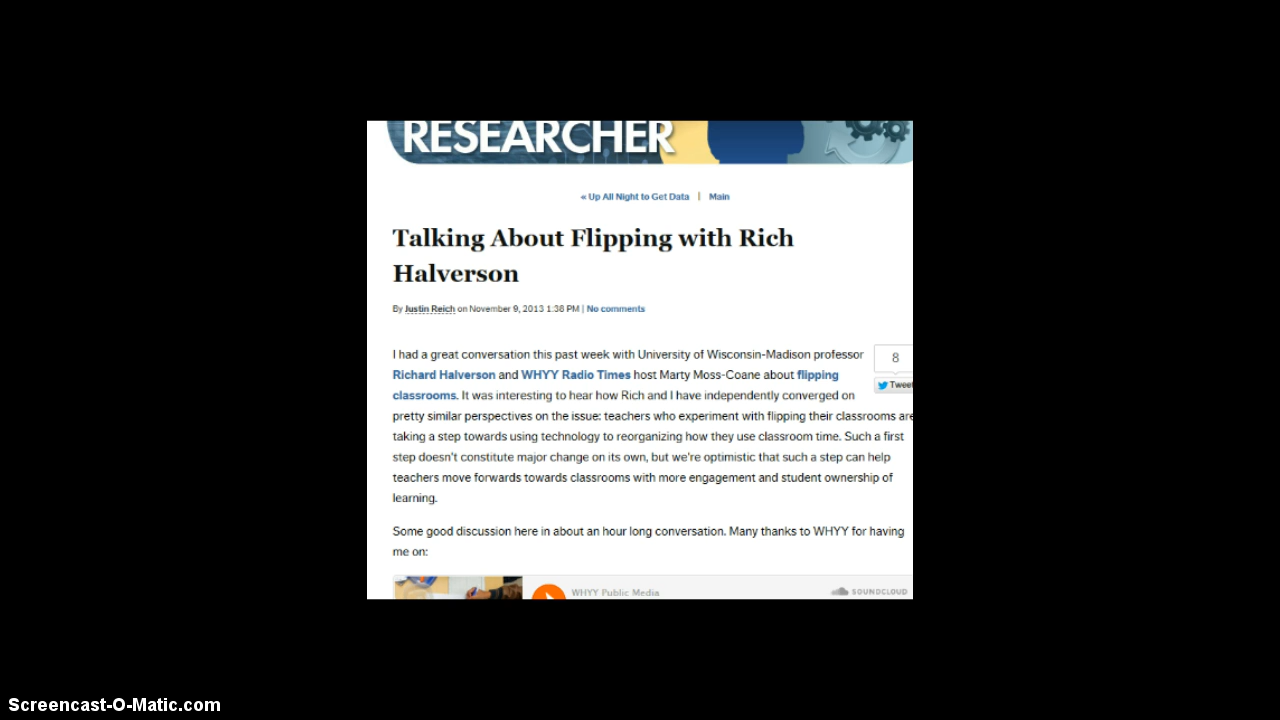 RESEARCHER
« Up All Night to Get Data | Main
Talking About Flipping with Rich
Halverson
By Justin Reich on November 9, 2013 1:38 PM | No comments
I had a great conversation this past week with University of Wisconsin-Madison professor
8
Richard Halverson and WHYY Radio Times host Marty Moss-Coane about flipping
Tweet
classrooms. It was interesting to hear how Rich and I have independently converged on
pretty similar perspectives on the issue: teachers who experiment with flipping their classrooms are
taking a step towards using technology to reorganizing how they use classroom time. Such a first
step doesn't constitute major change on its own, but we're optimistic that such a step can help
teachers move forwards towards classrooms with more engagement and student ownership of
learning.
Some good discussion here in about an hour long conversation. Many thanks to WHYY for having
me on:
WHYY Public Media
SOUNDCLOUD
Screencast-O-Matic.com